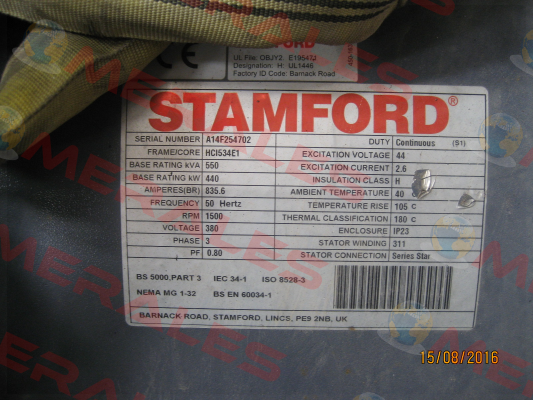 UL File: OBJY2. E195470
Designation: H: UL1446
Factory ID Code: Barnack Road
STAMFORD®
SERIAL NUMBER A14F254702 DUTY Continuous (S1)
FRAME/CORE HCI534E1 EXCITATION VOLTAGE 44
BASE RATING kVA 550 EXCITATION CURRENT 2.6
BASE RATING kW 440 INSULATION CLASS H
AMPERES(BR) 835.6 AMBIENT TEMPERATURE 40
FREQUENCY 50 Hertz TEMPERATURE RISE 105 C
RPM 1500 THERMAL CLASSIFICATION 180 C
VOLTAGE 380 ENCLOSURE IP23
PHASE 3 STATOR WINDING 311
PF 0.80 STATOR CONNECTION Series Star
BS 5000,PART 3 IEC 34-1 ISO 8528-3
NEMA MG 1-32 BS EN 60034-1
BARNACK ROAD, STAMFORD, LINCS, PE9 2NB, UK
MERALES
15/08/2016